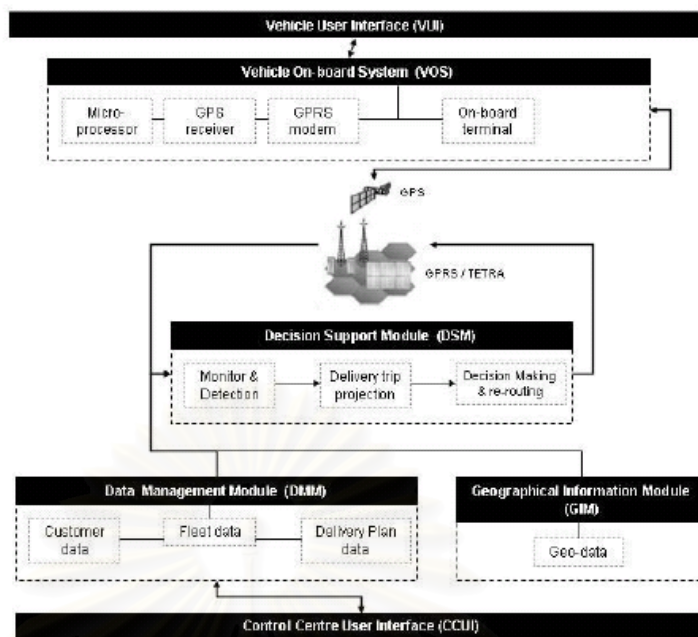 Vehicle User Interface (VUI)
Vehicle On-board System (VOS)
Micro-
processor
GPS
receiver
GPRS
modem
On-board
terminal
GPS
GPRS / TETRA
Decision Support Module (DSM)
Monitor &
Detection
Delivery trip
projection
Decision Making
& re-routing
Data Management Module (DMM)
Customer
data
Fleet data
Delivery Plan
data
Geographical Information Module
(GIM)
Geo-data
Control Centre User Interface (CCUI)